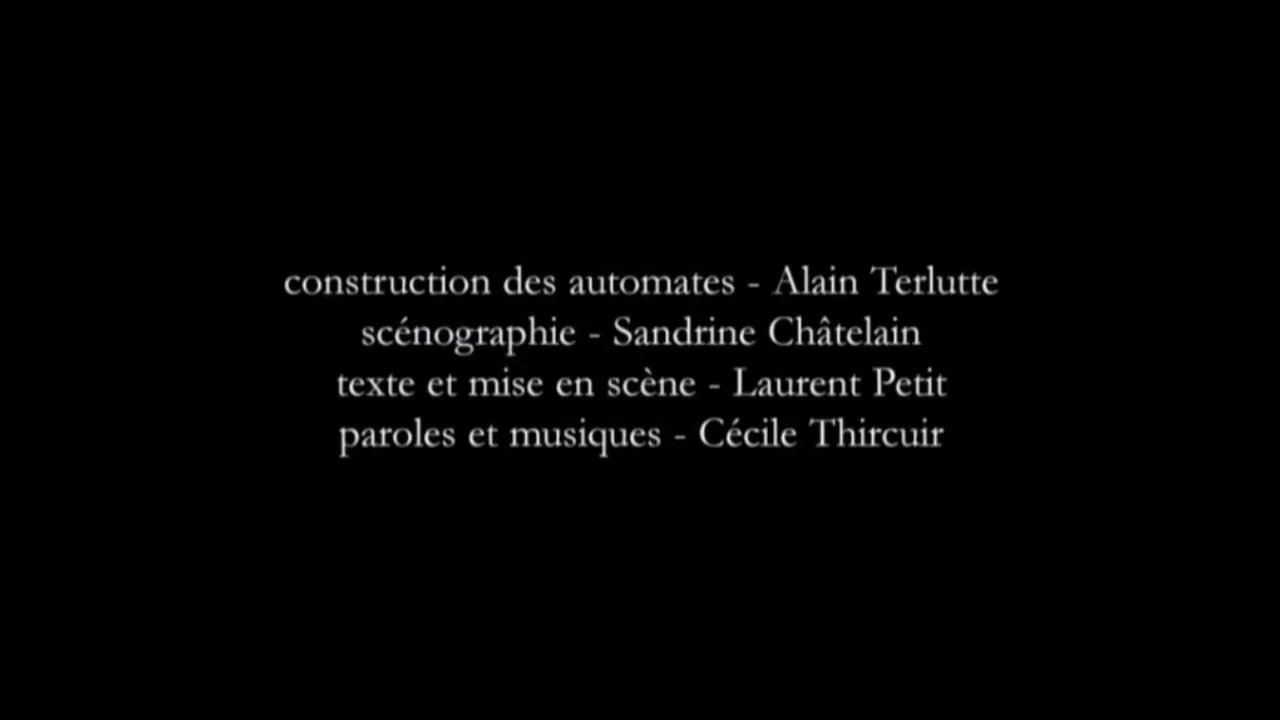 construction des automates - Alain Terlutte
scénographie - Sandrine Châtelain
texte et mise en scène - Laurent Petit
paroles et musiques - Cécile Thircuir